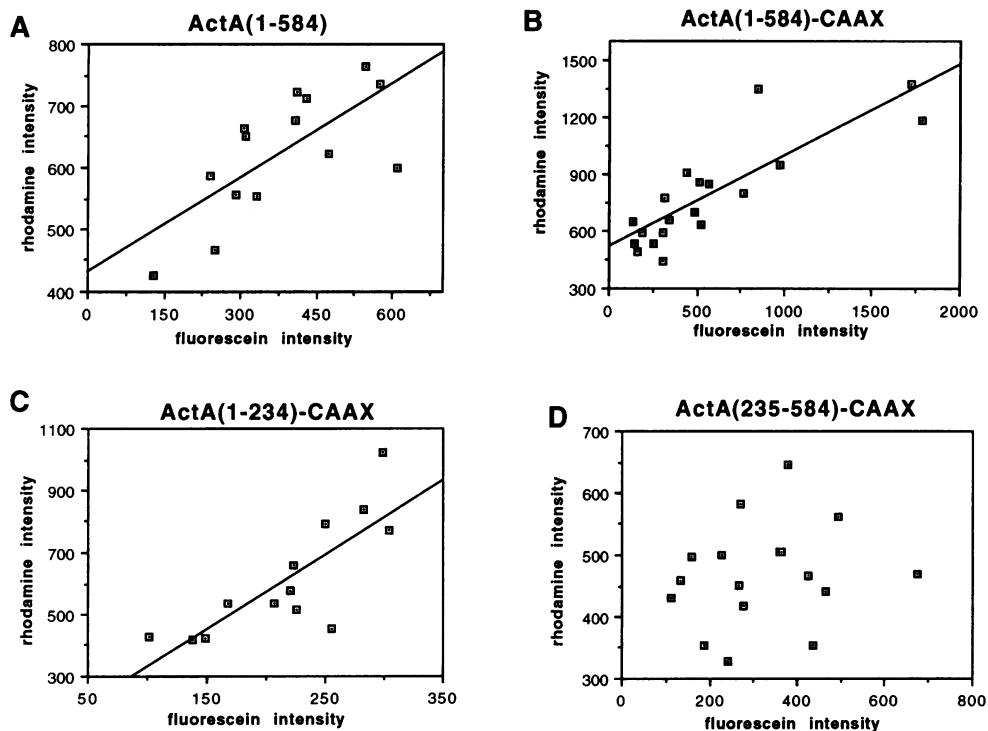 A
ActA(1-584)
800
700
600
500
400
0 150 300 450 600
rhodamine intensity
fluorescein intensity
B
ActA(1-584)-CAAX
1500
1200
900
600
300
0 500 1000 1500 2000
rhodamine intensity
fluorescein intensity
C
ActA(1-234)-CAAX
1100
900
700
500
300
50 150 250 350
rhodamine intensity
fluorescein intensity
D
ActA(235-584)-CAAX
700
600
500
400
300
0 200 400 600 800
rhodamine intensity
fluorescein intensity